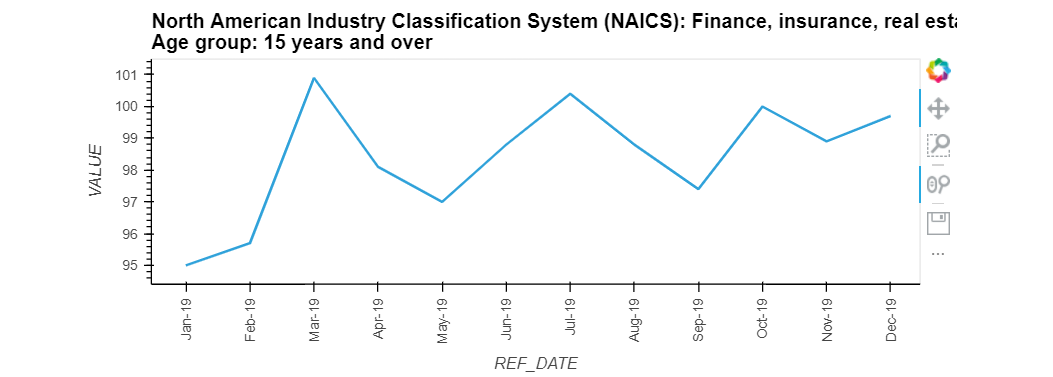 North American Industry Classification System (NAICS): Finance, insurance, real esta
Age group: 15 years and over
101
100
99
98
97
96
95
VALUE
Jan-19
Feb-19
Mar-19
Apr-19
May-19
Jun-19
Jul-19
Aug-19
Sep-19
Oct-19
Nov-19
Dec-19
REF_DATE